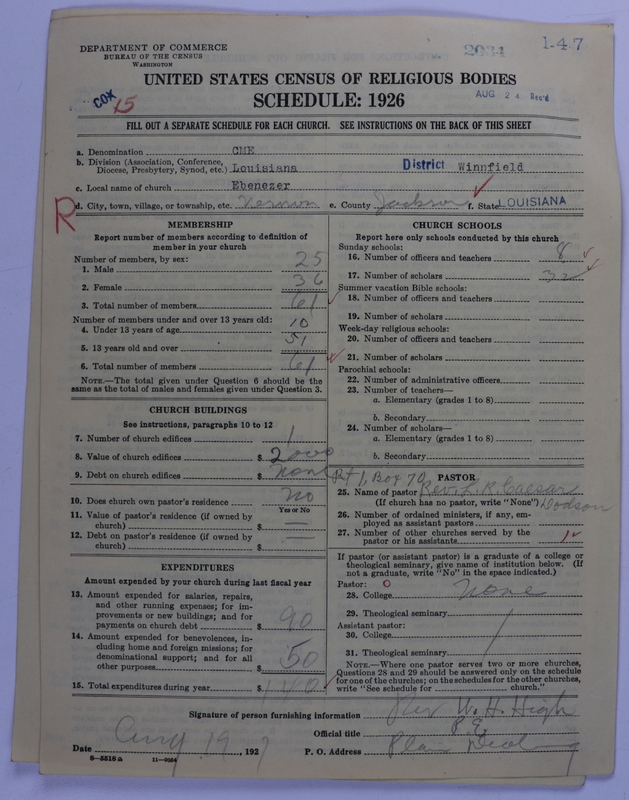 DEPARTMENT OF COMMERCE
BUREAU OF THE CENSUS
WASHINGTON
2034
1-47
UNITED STATES CENSUS OF RELIGIOUS BODIES
SCHEDULE: 1926
COX
15
AUG 24 Rec'd
FILL OUT A SEPARATE SCHEDULE FOR EACH CHURCH. SEE INSTRUCTIONS ON THE BACK OF THIS SHEET
a. Denomination CME
b. Division (Association, Conference, Diocese, Presbytery, Synod, etc.) Louisiana District Winnfield
c. Local name of church Ebenezer
R
d. City, town, village, or township, etc. Vernon e. County Jackson f. State LOUISIANA
MEMBERSHIP
Report number of members according to definition of
member in your church
Number of members, by sex:
1. Male 25
2. Female 36
3. Total number of members 61
Number of members under and over 13 years old:
4. Under 13 years of age 10
5. 13 years old and over 51
6. Total number of members 61
NOTE.—The total given under Question 6 should be the
same as the total of males and females given under Question 3.
CHURCH BUILDINGS
See instructions, paragraphs 10 to 12
7. Number of church edifices 1
8. Value of church edifices $ 2000
9. Debt on church edifices $ none
10. Does church own pastor's residence no
Yes or No
11. Value of pastor's residence (if owned by
church) $ —
12. Debt on pastor's residence (if owned by
church) $ —
EXPENDITURES
Amount expended by your church during last fiscal year
13. Amount expended for salaries, repairs,
and other running expenses; for im-
provements or new buildings; and for
payments on church debt $ 90
14. Amount expended for benevolences, in-
cluding home and foreign missions; for
denominational support; and for all
other purposes $ 50
15. Total expenditures during year $ 140
CHURCH SCHOOLS
Report here only schools conducted by this church
Sunday schools:
16. Number of officers and teachers 8
17. Number of scholars 32
Summer vacation Bible schools:
18. Number of officers and teachers
19. Number of scholars
Week-day religious schools:
20. Number of officers and teachers
21. Number of scholars
Parochial schools:
22. Number of administrative officers
23. Number of teachers—
a. Elementary (grades 1 to 8)
b. Secondary
24. Number of scholars—
a. Elementary (grades 1 to 8)
b. Secondary
Rt 1, Box 70 PASTOR
25. Name of pastor Rev. L. R. Caesar
(If church has no pastor, write "None") Dodson
26. Number of ordained ministers, if any, em-
ployed as assistant pastors
27. Number of other churches served by the
pastor or his assistants 1
If pastor (or assistant pastor) is a graduate of a college or
theological seminary, give name of institution below. (If
not a graduate, write "No" in the space indicated.)
Pastor: O
28. College none
29. Theological seminary
Assistant pastor:
30. College
31. Theological seminary
NOTE.—Where one pastor serves two or more churches,
Questions 28 and 29 should be answered only on the schedule
for one of the churches; on the schedules for the other churches,
write "See schedule for church."
Signature of person furnishing information Rev W. H. High
Official title P. E.
Date Aug 19, 192 7 P. O. Address Plain Dealing
8—5515 a 11—9054